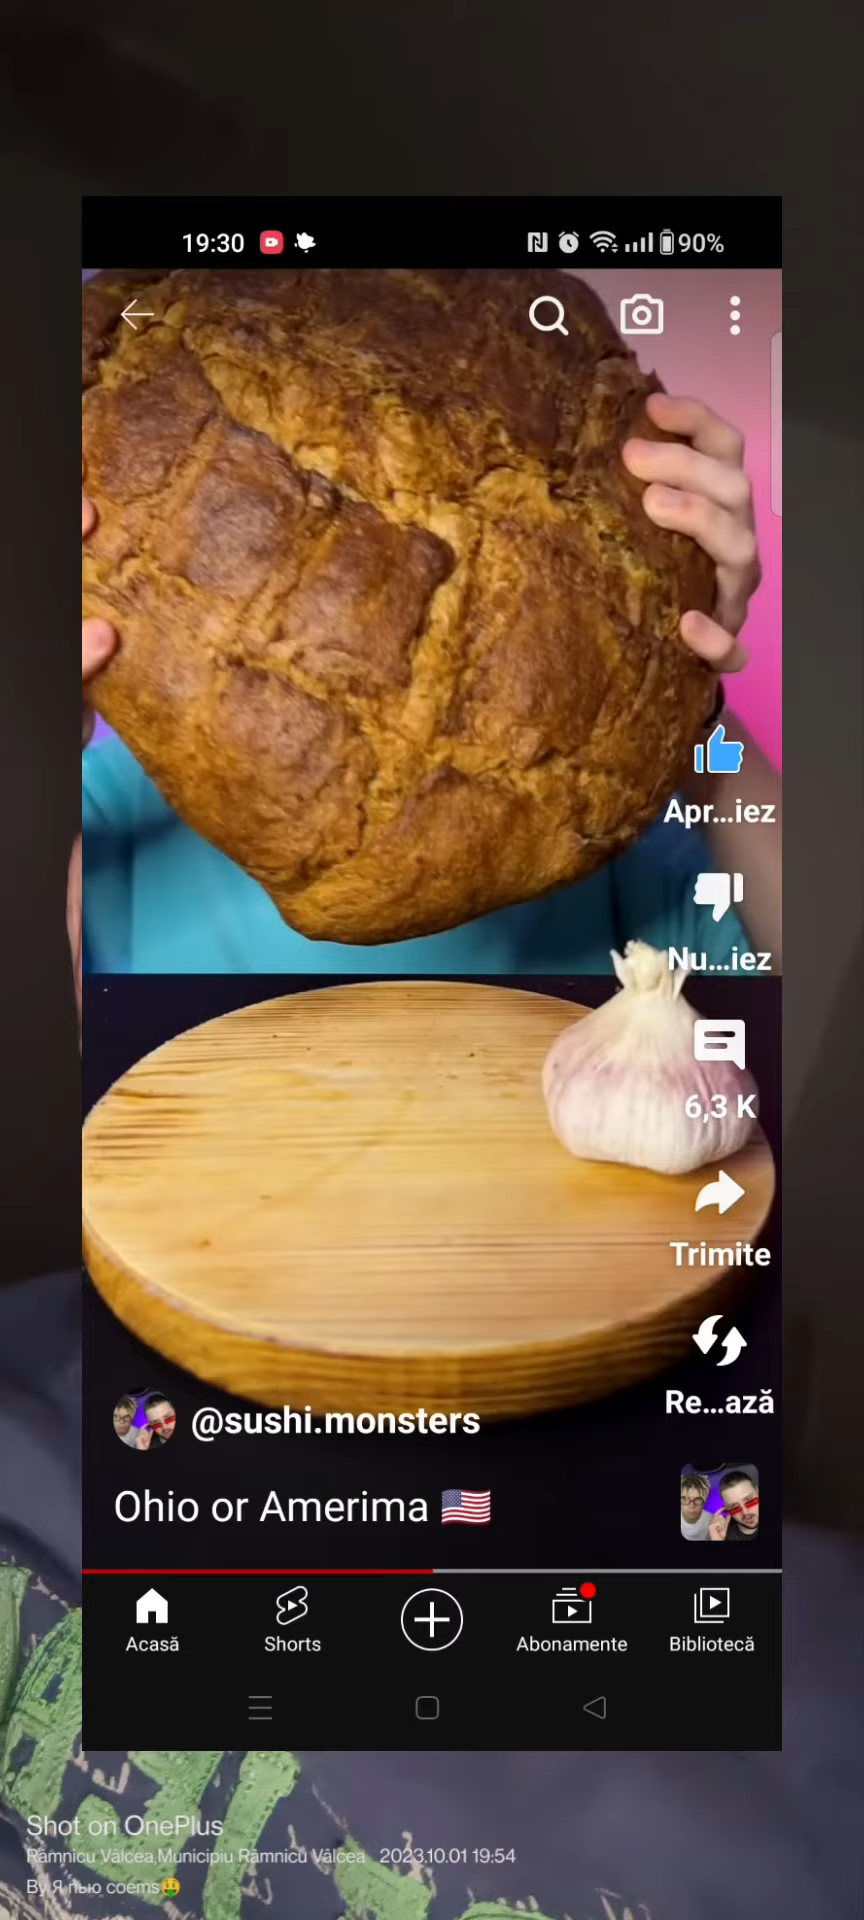 19:30
90%
Apr...iez
Nu...iez
6,3 K
Trimite
Re...ază
@sushi.monsters
Ohio or Amerima 🇺🇸
Acasă
Shorts
Abonamente
Bibliotecă
Shot on OnePlus
Râmnicu Vâlcea,Municipiu Râmnicu Vâlcea 2023.10.01 19:54
By Я пью coems🤑